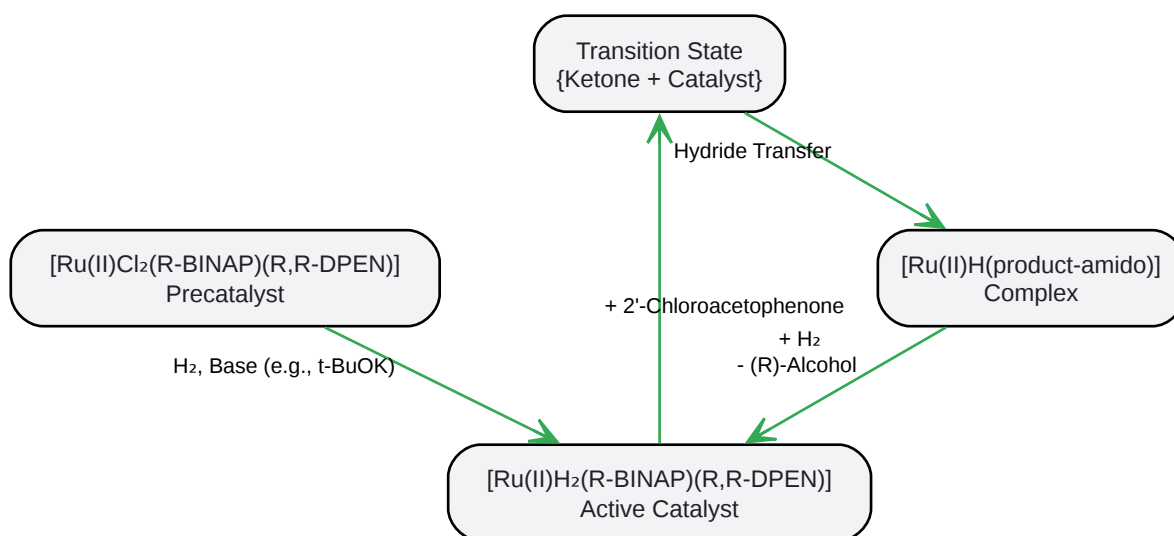 Transition State
{Ketone + Catalyst}
Hydride Transfer
[Ru(II)Cl₂(R-BINAP)(R,R-DPEN)]
Precatalyst
[Ru(II)H(product-amido)]
Complex
+ 2'-Chloroacetophenone
+ H₂
- (R)-Alcohol
H₂, Base (e.g., t-BuOK)
[Ru(II)H₂(R-BINAP)(R,R-DPEN)]
Active Catalyst